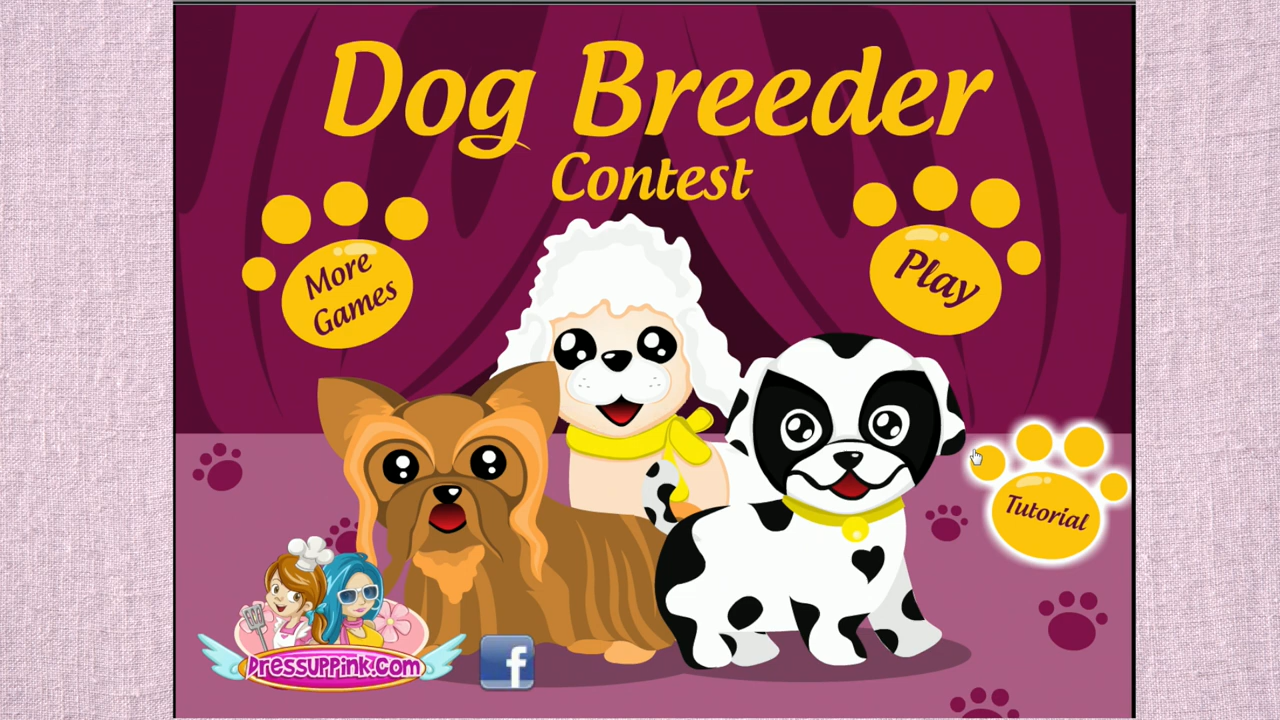 Dog Breeder
Contest
More
Games
Play
Tutorial
DressupPink.com
f